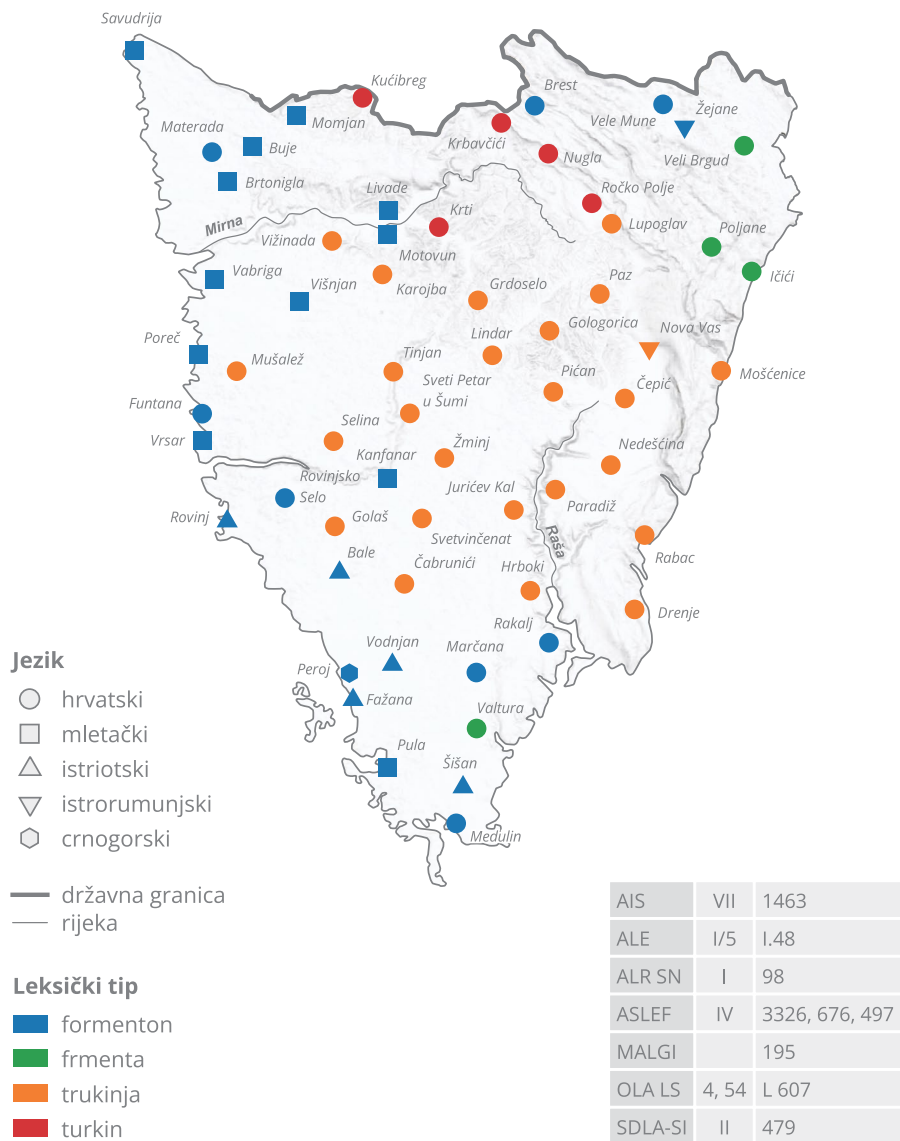 Savudrija
Kućibreg
Momjan
Materada
Buje
Brtonigla
Livade
Mirna
Krbavčići
Brest
Vele Mune
Žejane
Nugla
Veli Brgud
Ročko Polje
Krti
Lupoglav
Poljane
Vižinada
Motovun
Vabriga
Višnjan
Karojba
Grdoselo
Paz
Ičići
Poreč
Lindar
Gologorica
Nova Vas
Mušalež
Tinjan
Sveti Petar
u Šumi
Pićan
Čepić
Mošćenice
Funtana
Vrsar
Selina
Kanfanar
Žminj
Nedešćina
Rovinjsko
Selo
Jurićev Kal
Paradiž
Rovinj
Golaš
Svetvinčenat
Raša
Bale
Čabrunići
Hrboki
Rabac
Drenje
Rakalj
Vodnjan
Marčana
Peroj
Fažana
Valtura
Pula
Šišan
Medulin
Jezik
hrvatski
mletački
istriotski
istrorumunjski
crnogorski
državna granica
rijeka
Leksički tip
formenton
frmenta
trukinja
turkin
AIS VII 1463
ALE I/5 I.48
ALR SN I 98
ASLEF IV 3326, 676, 497
MALGI 195
OLA LS 4, 54 L 607
SDLA-SI II 479